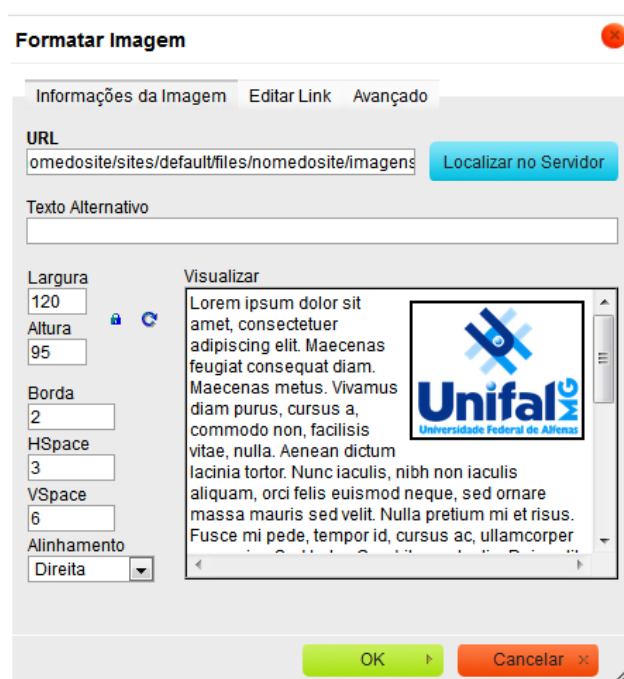 Formatar Imagem
Informações da Imagem Editar Link Avançado
URL
omedosite/sites/default/files/nomedosite/imagens
Localizar no Servidor
Texto Alternativo
Largura
120
Altura
95
Borda
2
HSpace
3
VSpace
6
Alinhamento
Direita
Visualizar
Lorem ipsum dolor sit
amet, consectetuer
adipiscing elit. Maecenas
feugiat consequat diam.
Maecenas metus. Vivamus
diam purus, cursus a,
commodo non, facilisis
vitae, nulla. Aenean dictum
lacinia tortor. Nunc iaculis, nibh non iaculis
aliquam, orci felis euismod neque, sed ornare
massa mauris sed velit. Nulla pretium mi et risus.
Fusce mi pede, tempor id, cursus ac, ullamcorper
Unifal MG
Universidade Federal de Alfenas
OK
Cancelar